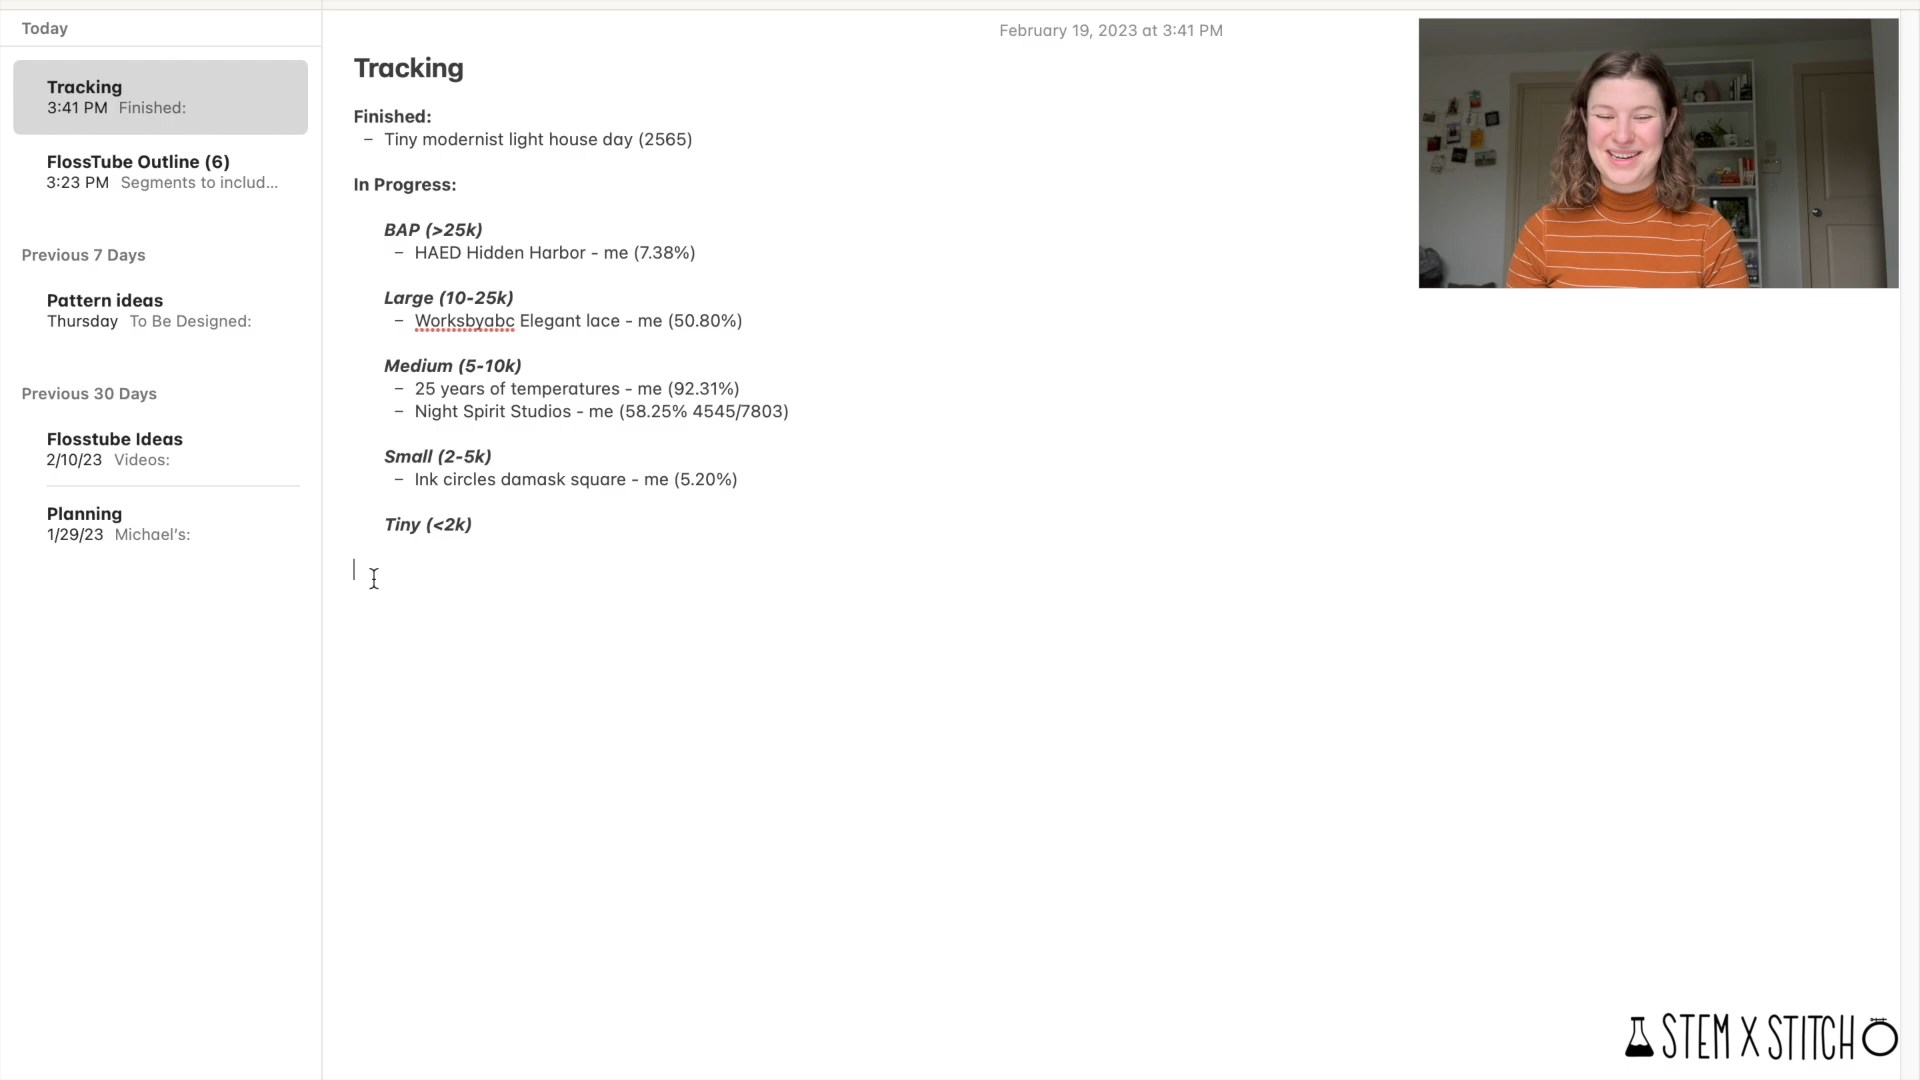 Today
Tracking
3:41 PM Finished:
FlossTube Outline (6)
3:23 PM Segments to includ...
Previous 7 Days
Pattern ideas
Thursday To Be Designed:
Previous 30 Days
Flosstube Ideas
2/10/23 Videos:
Planning
1/29/23 Michael's:
February 19, 2023 at 3:41 PM
Tracking
Finished:
– Tiny modernist light house day (2565)
In Progress:
BAP (>25k)
– HAED Hidden Harbor - me (7.38%)
Large (10-25k)
– Worksbyabc Elegant lace - me (50.80%)
Medium (5-10k)
– 25 years of temperatures - me (92.31%)
– Night Spirit Studios - me (58.25% 4545/7803)
Small (2-5k)
– Ink circles damask square - me (5.20%)
Tiny (<2k)
STEM X STITCH